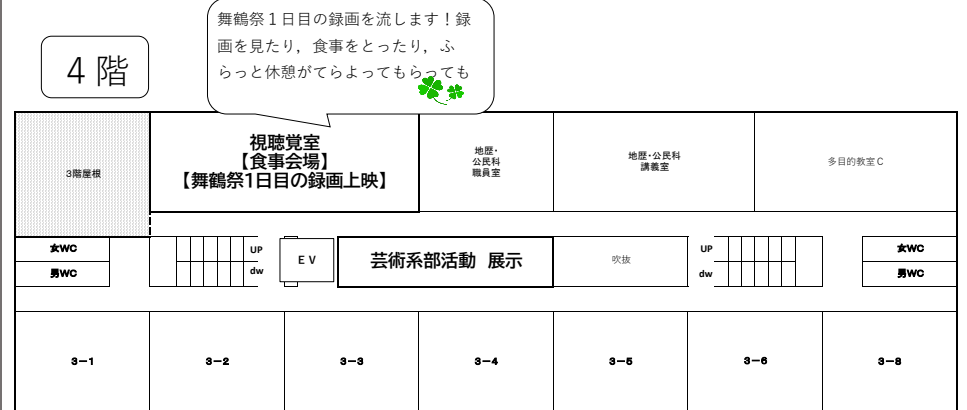 舞鶴祭１日目の録画を流します！録
画を見たり，食事をとったり，ふ
らっと休憩がてらよってもらっても
４階
3階屋根
視聴覚室
【食事会場】
【舞鶴祭1日目の録画上映】
地歴・
公民科
職員室
地歴・公民科
講義室
多目的教室Ｃ
女WC
男WC
UP
dw
ＥＶ
芸術系部活動 展示
吹抜
UP
dw
女WC
男WC
３－１
３－２
３－３
３－４
３－５
３－６
３－８